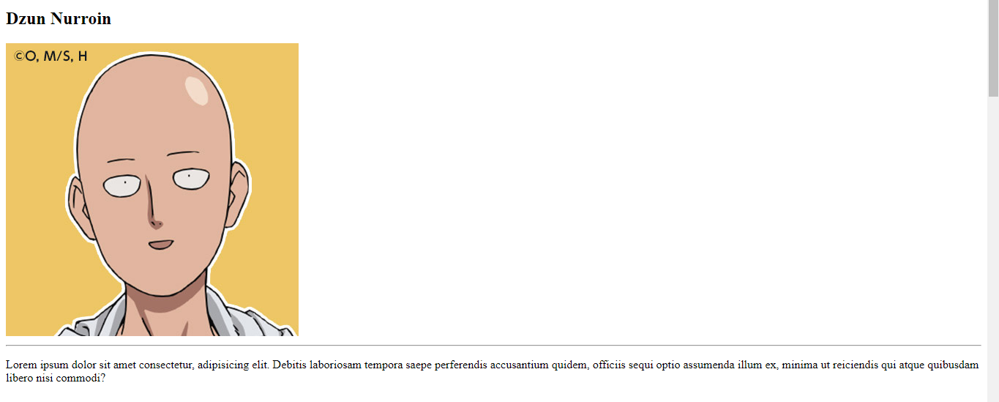 Dzun Nurroin
©O, M/S, H
Lorem ipsum dolor sit amet consectetur, adipisicing elit. Debitis laboriosam tempora saepe perferendis accusantium quidem, officiis sequi optio assumenda illum ex, minima ut reiciendis qui atque quibusdam
libero nisi commodi?